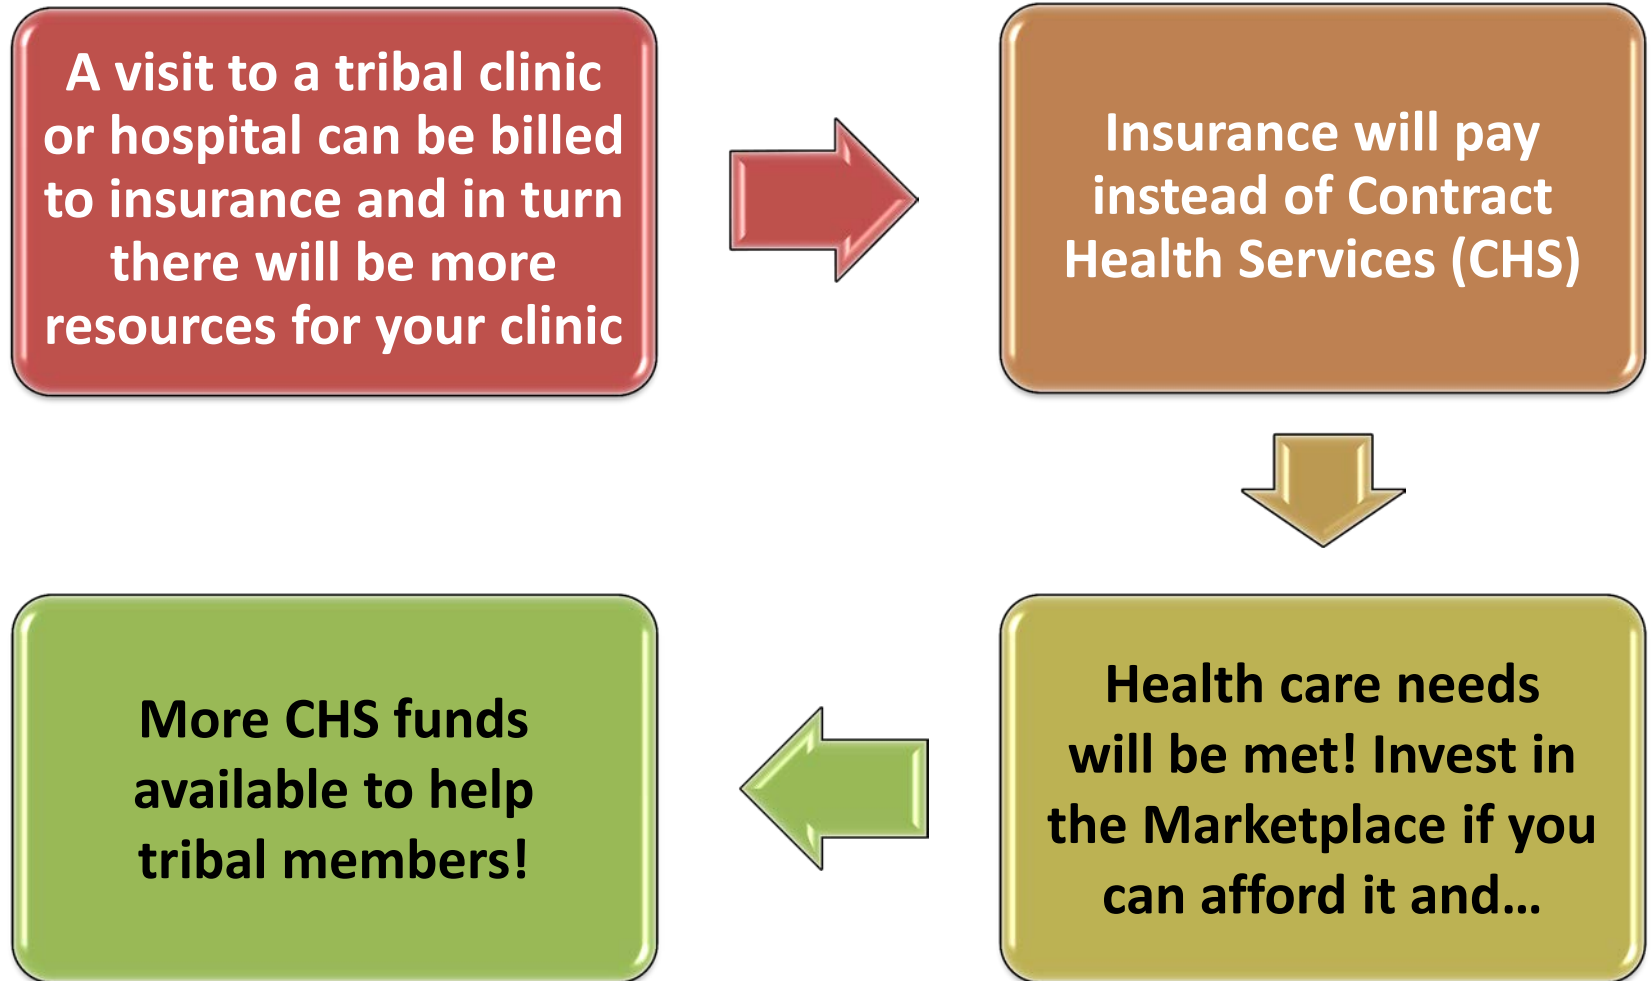 A visit to a tribal clinic
or hospital can be billed
to insurance and in turn
there will be more
resources for your clinic
Insurance will pay
instead of Contract
Health Services (CHS)
Health care needs
will be met! Invest in
the Marketplace if you
can afford it and...
More CHS funds
available to help
tribal members!